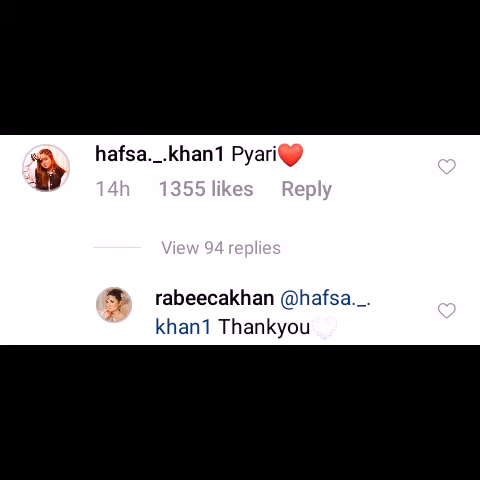 hafsa._.khan1 Pyari❤️
14h 1355 likes Reply
View 94 replies
rabeecakhan @hafsa._.
khan1 Thankyou🤍